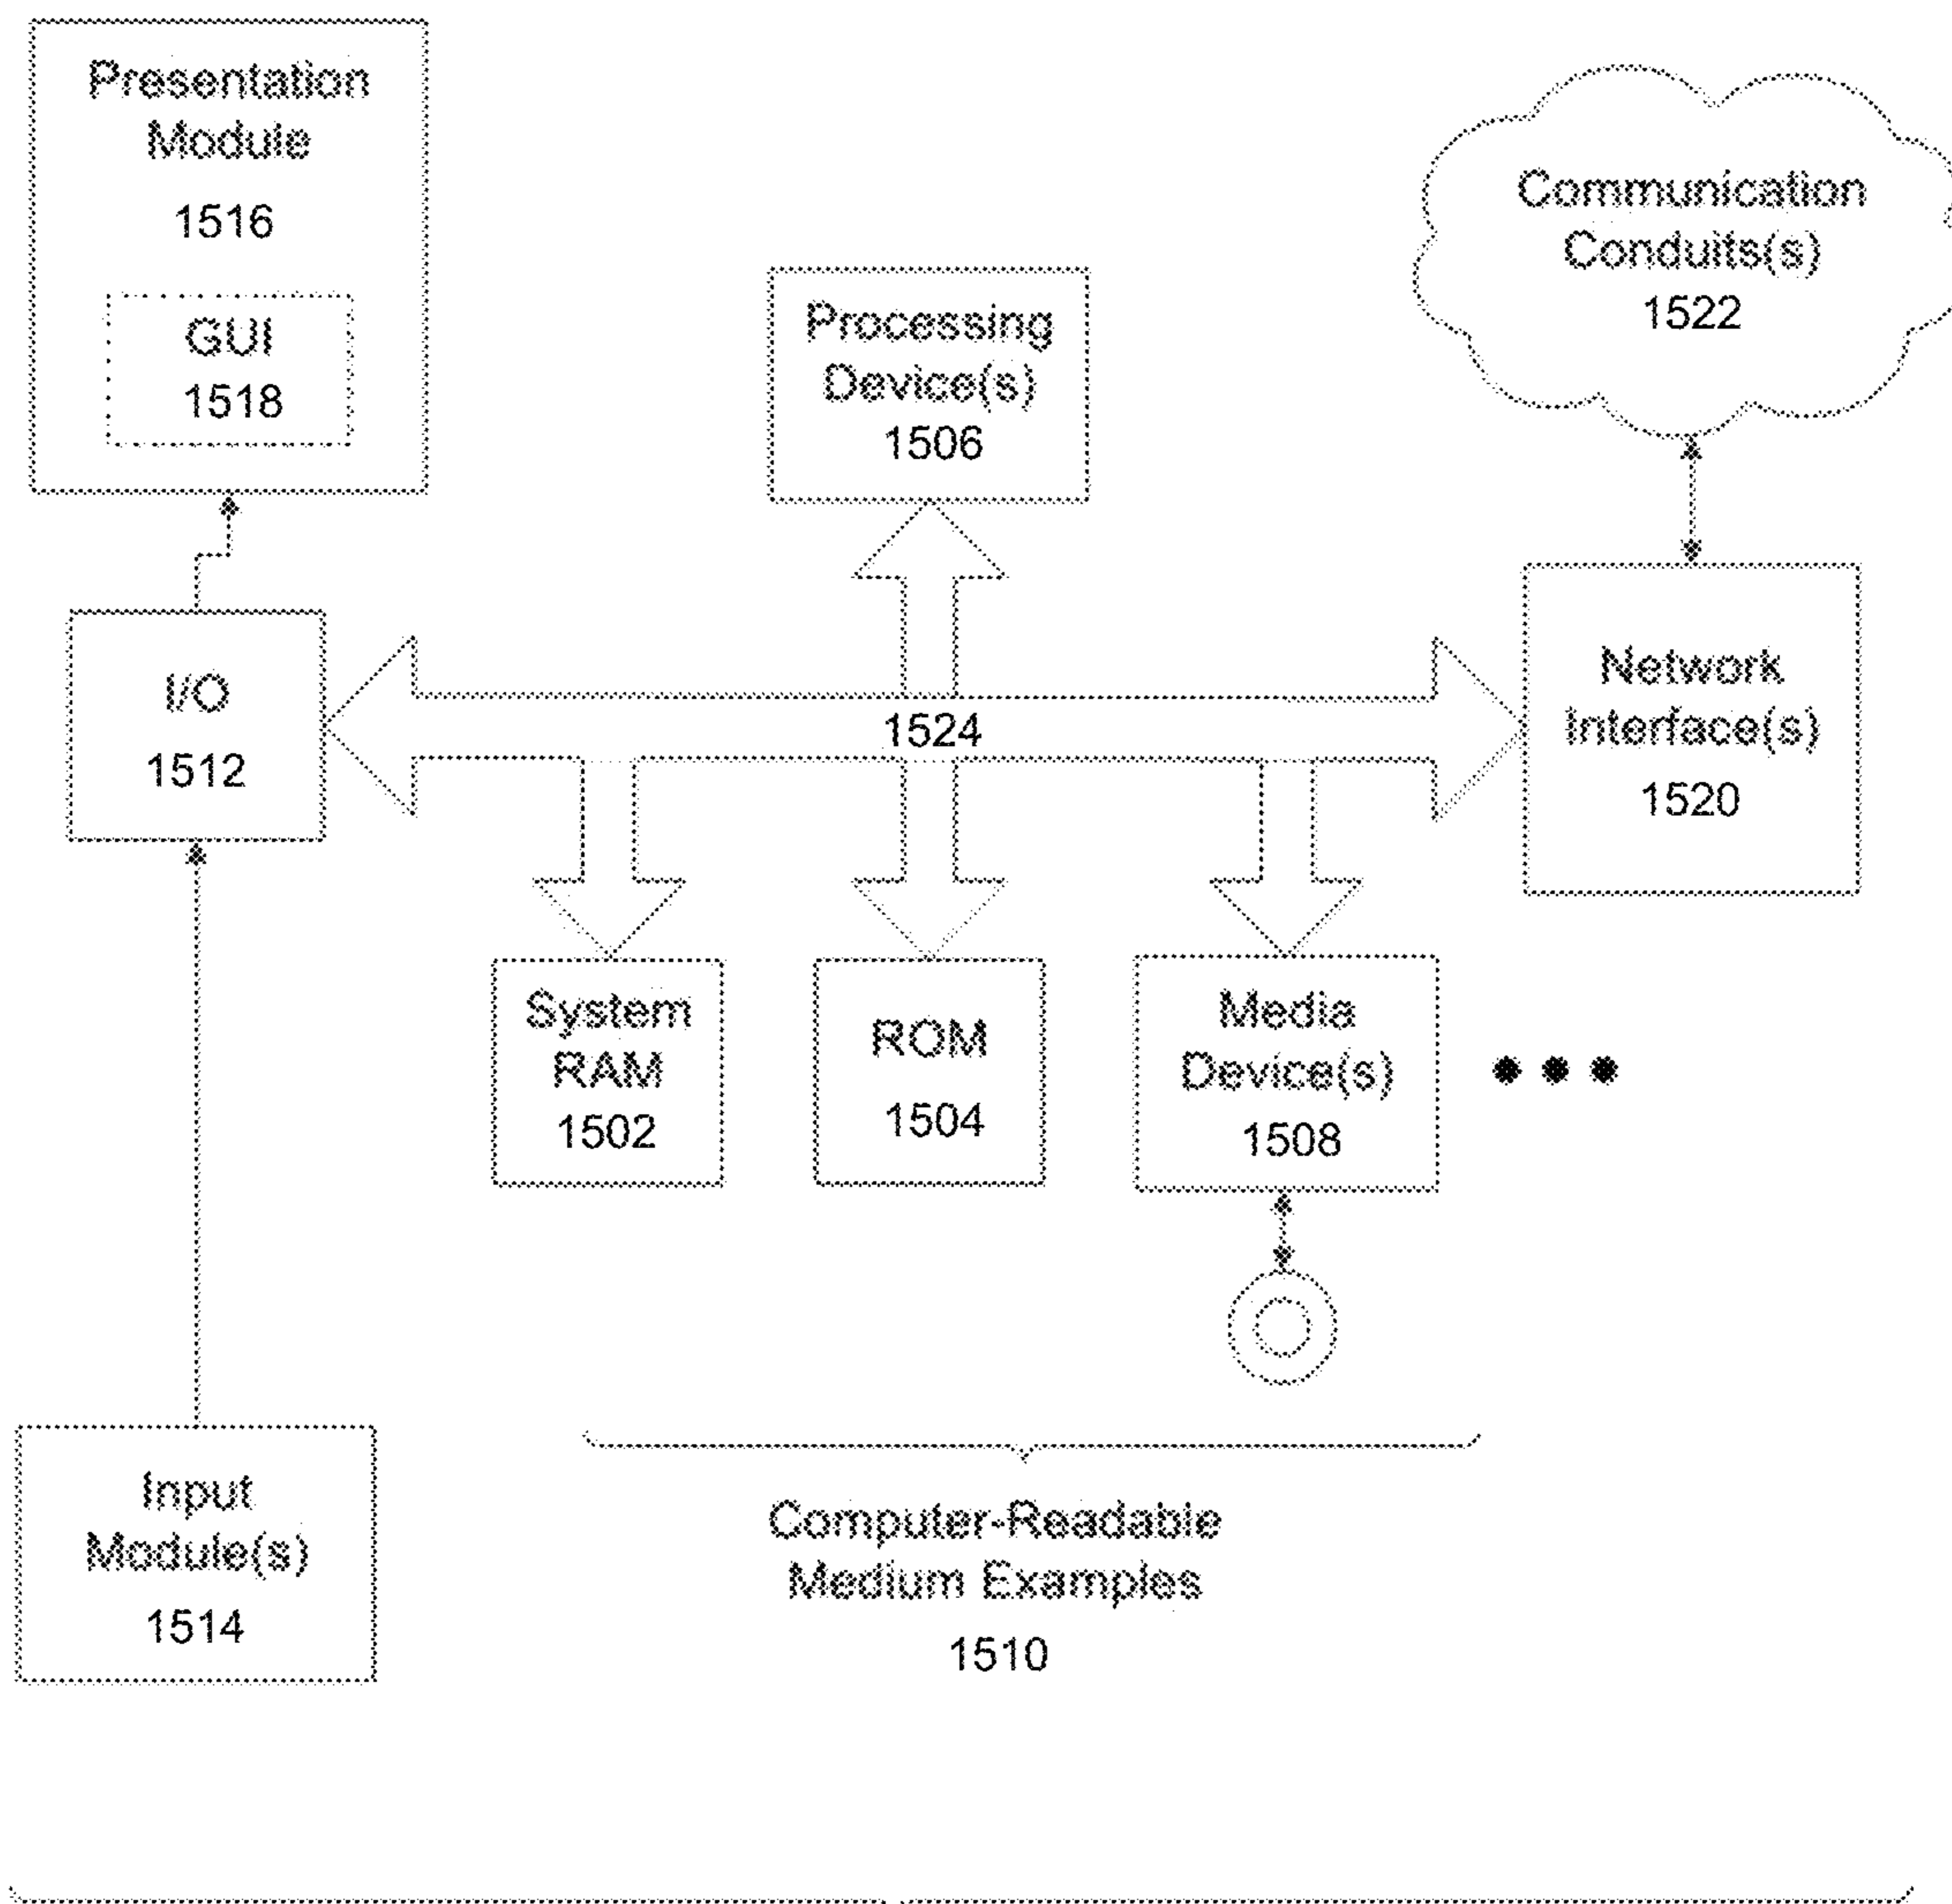 Presentation
Module
1516
GUI
1518
Communication
Conduits(s)
1522
Processing
Device(s)
1506
I/O
1512
1524
Network
Interface(s)
1520
System
RAM
1502
ROM
1504
Media
Device(s)
1508
Input
Module(s)
1514
Computer-Readable
Medium Examples
1510